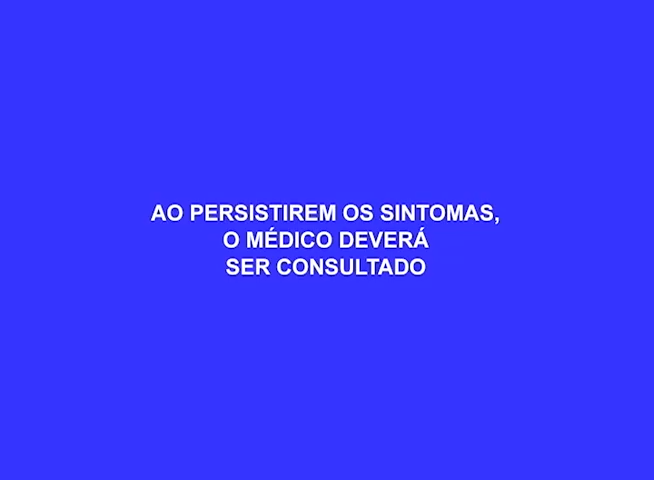 AO PERSISTIREM OS SINTOMAS,
O MÉDICO DEVERÁ
SER CONSULTADO